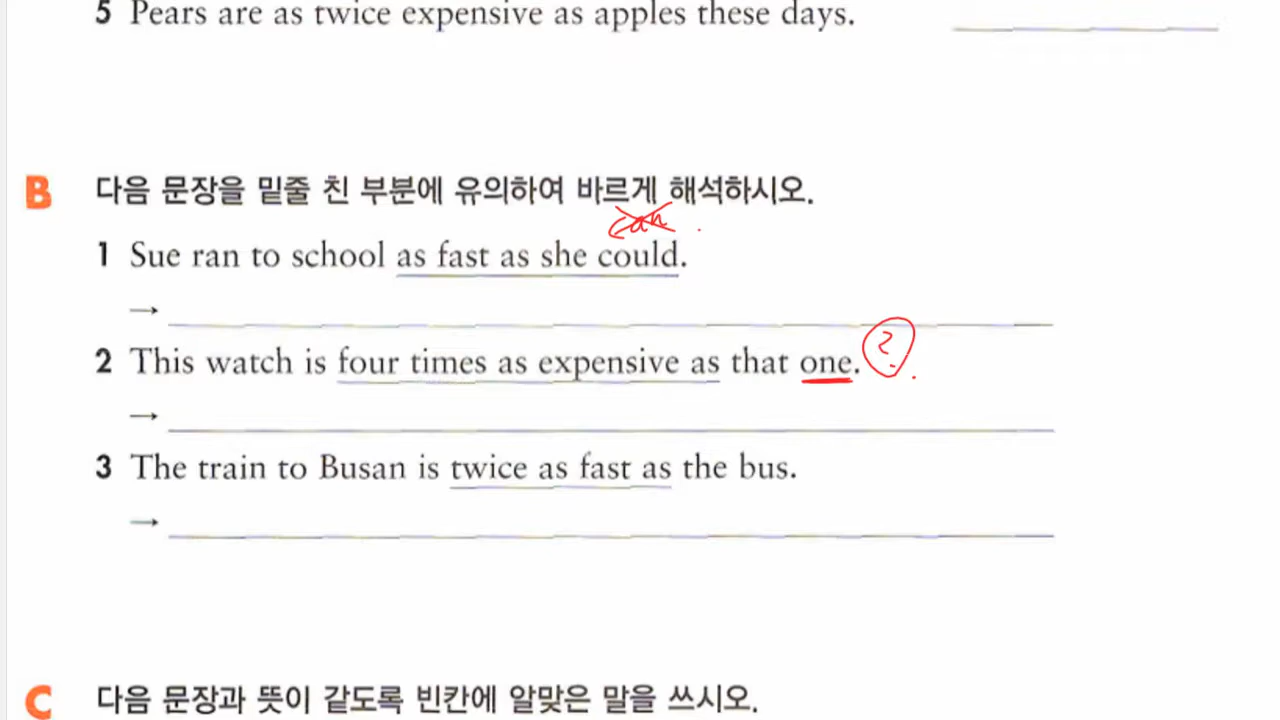 5 Pears are as twice expensive as apples these days.
B 다음 문장을 밑줄 친 부분에 유의하여 바르게 해석하시오.
can
1 Sue ran to school as fast as she could.
→
2 This watch is four times as expensive as that one. ?
→
3 The train to Busan is twice as fast as the bus.
→
C 다음 문장과 뜻이 같도록 빈칸에 알맞은 말을 쓰시오.